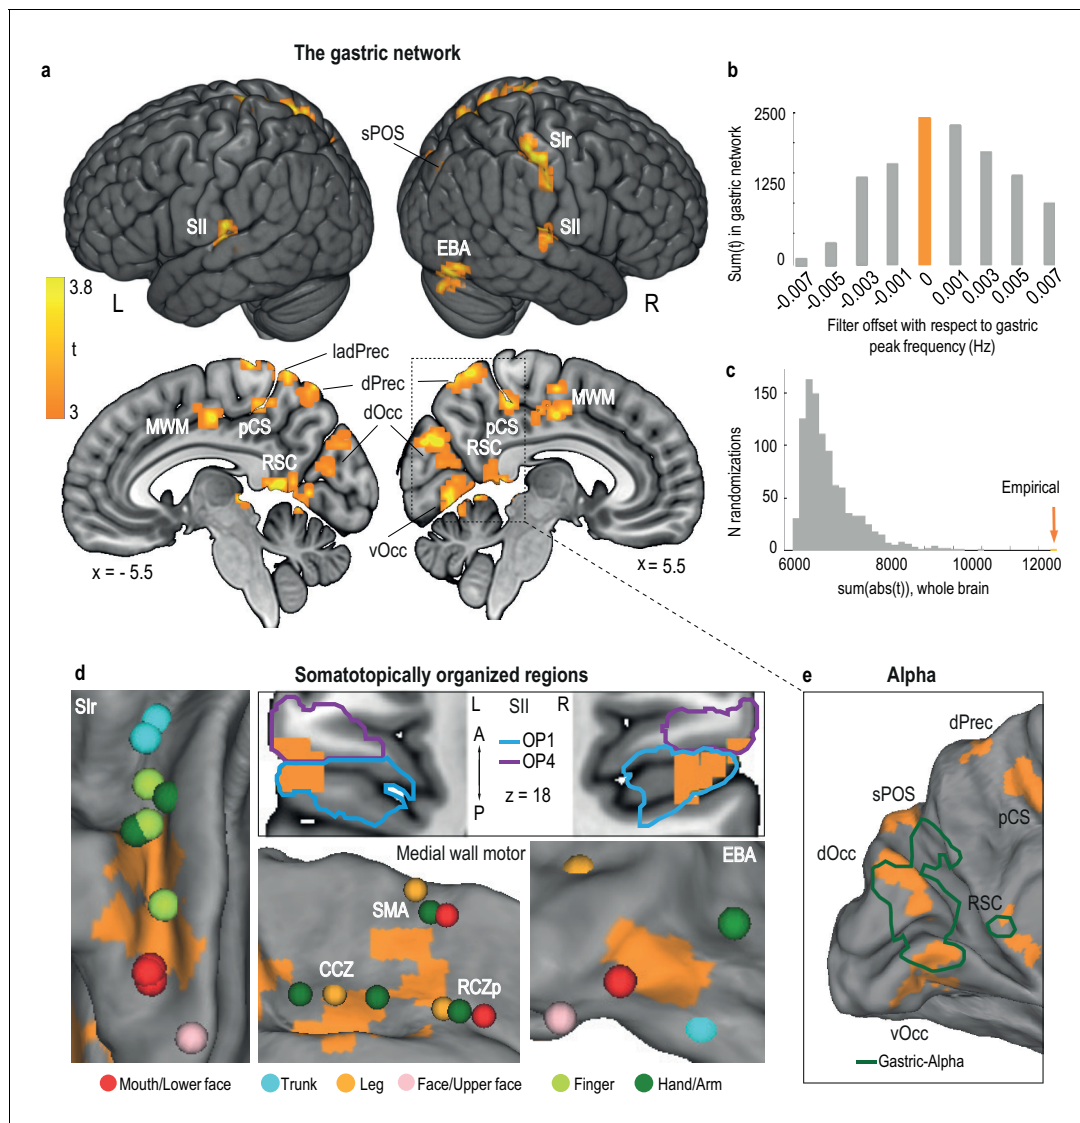 The gastric network
a
sPOS
SIr
SII
SII
EBA
3.8
t
3
L
R
ladPrec
dPrec
dOcc
MWM
pCS
RSC
MWM
pCS
RSC
vOcc
x = - 5.5
x = 5.5
b
2500
1250
0
Sum(t) in gastric network
-0.007
-0.005
-0.003
-0.001
0
0.001
0.003
0.005
0.007
Filter offset with respect to gastric
peak frequency (Hz)
c
150
100
50
0
N randomizations
Empirical
6000
8000
10000
12000
sum(abs(t)), whole brain
d
Somatotopically organized regions
SIr
L SII R
A
P
OP1
OP4
z = 18
Medial wall motor
SMA
CCZ
RCZp
EBA
Mouth/Lower face
Trunk
Leg
Face/Upper face
Finger
Hand/Arm
e
Alpha
dPrec
sPOS
pCS
dOcc
RSC
vOcc
Gastric-Alpha